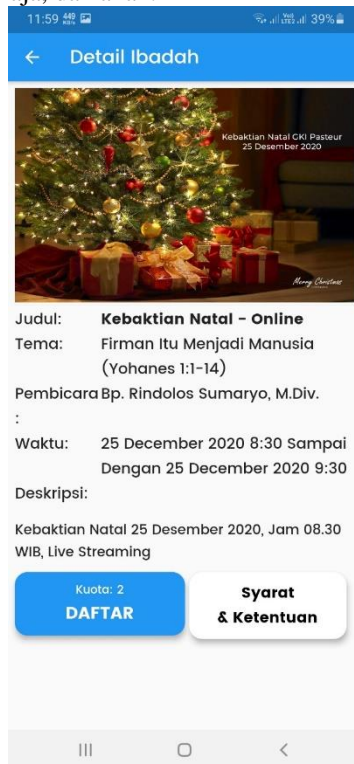 11:59 449 KB/s 39%
Detail Ibadah
Kebaktian Natal GKI Pasteur
25 Desember 2020
Merry Christmas
Judul: Kebaktian Natal - Online
Tema: Firman Itu Menjadi Manusia
(Yohanes 1:1-14)
Pembicara Bp. Rindolos Sumaryo, M.Div.
:
Waktu: 25 December 2020 8:30 Sampai
Dengan 25 December 2020 9:30
Deskripsi:
Kebaktian Natal 25 Desember 2020, Jam 08.30
WIB, Live Streaming
Kuota: 2
DAFTAR
Syarat
& Ketentuan